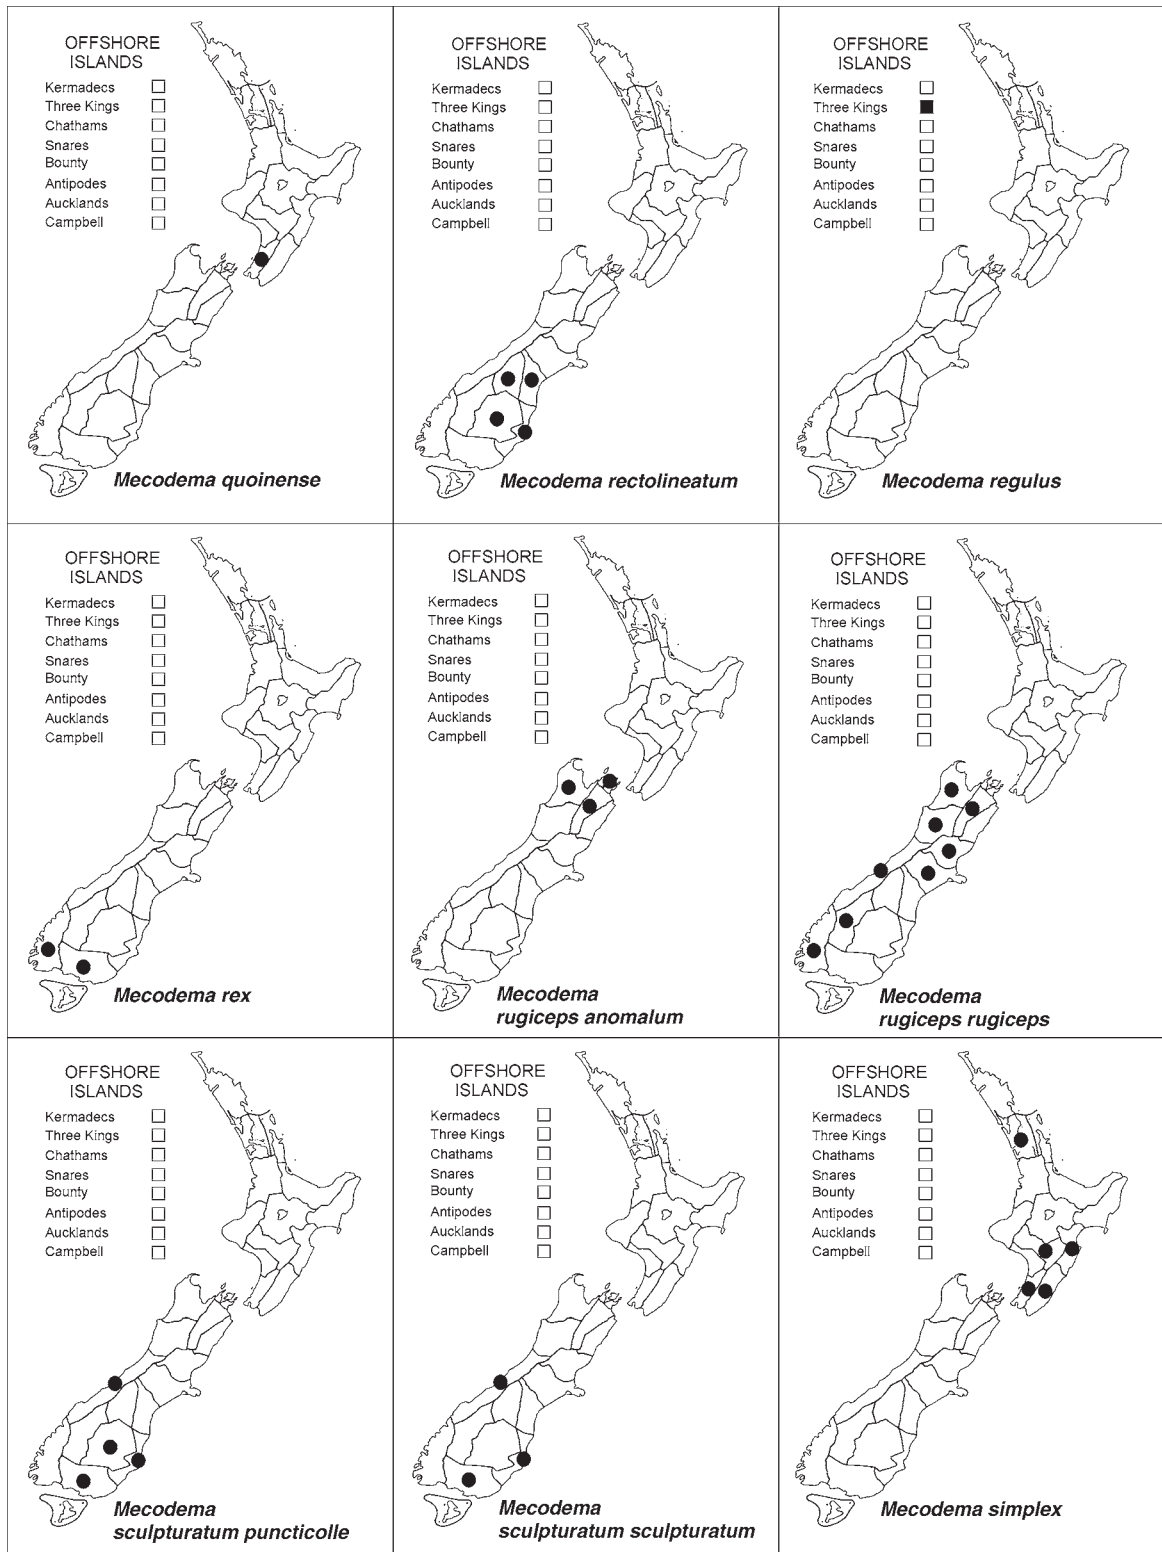 OFFSHORE
ISLANDS
Kermadecs
Three Kings
Chathams
Snares
Bounty
Antipodes
Aucklands
Campbell
Mecodema quoinense
OFFSHORE
ISLANDS
Kermadecs
Three Kings
Chathams
Snares
Bounty
Antipodes
Aucklands
Campbell
Mecodema rectolineatum
OFFSHORE
ISLANDS
Kermadecs
Three Kings
Chathams
Snares
Bounty
Antipodes
Aucklands
Campbell
Mecodema regulus
OFFSHORE
ISLANDS
Kermadecs
Three Kings
Chathams
Snares
Bounty
Antipodes
Aucklands
Campbell
Mecodema rex
OFFSHORE
ISLANDS
Kermadecs
Three Kings
Chathams
Snares
Bounty
Antipodes
Aucklands
Campbell
Mecodema
rugiceps anomalum
OFFSHORE
ISLANDS
Kermadecs
Three Kings
Chathams
Snares
Bounty
Antipodes
Aucklands
Campbell
Mecodema
rugiceps rugiceps
OFFSHORE
ISLANDS
Kermadecs
Three Kings
Chathams
Snares
Bounty
Antipodes
Aucklands
Campbell
Mecodema
sculpturatum puncticolle
OFFSHORE
ISLANDS
Kermadecs
Three Kings
Chathams
Snares
Bounty
Antipodes
Aucklands
Campbell
Mecodema
sculpturatum sculpturatum
OFFSHORE
ISLANDS
Kermadecs
Three Kings
Chathams
Snares
Bounty
Antipodes
Aucklands
Campbell
Mecodema simplex